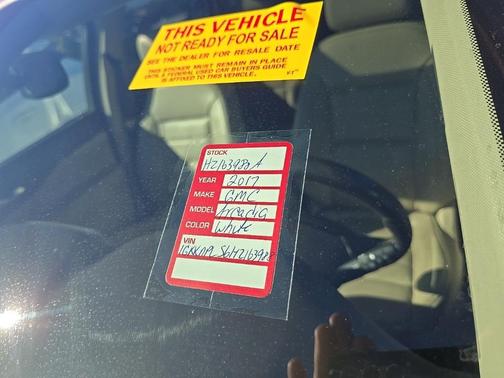 THIS VEHICLE
NOT READY FOR SALE
SEE THE DEALER FOR RESALE DATE
THIS STICKER MUST REMAIN IN PLACE
UNTIL A FEDERAL USED CAR BUYERS GUIDE
IS AFFIXED TO THIS VEHICLE.
STOCK
YEAR 2017
MAKE GMC
MODEL Arcadia
COLOR White
VIN